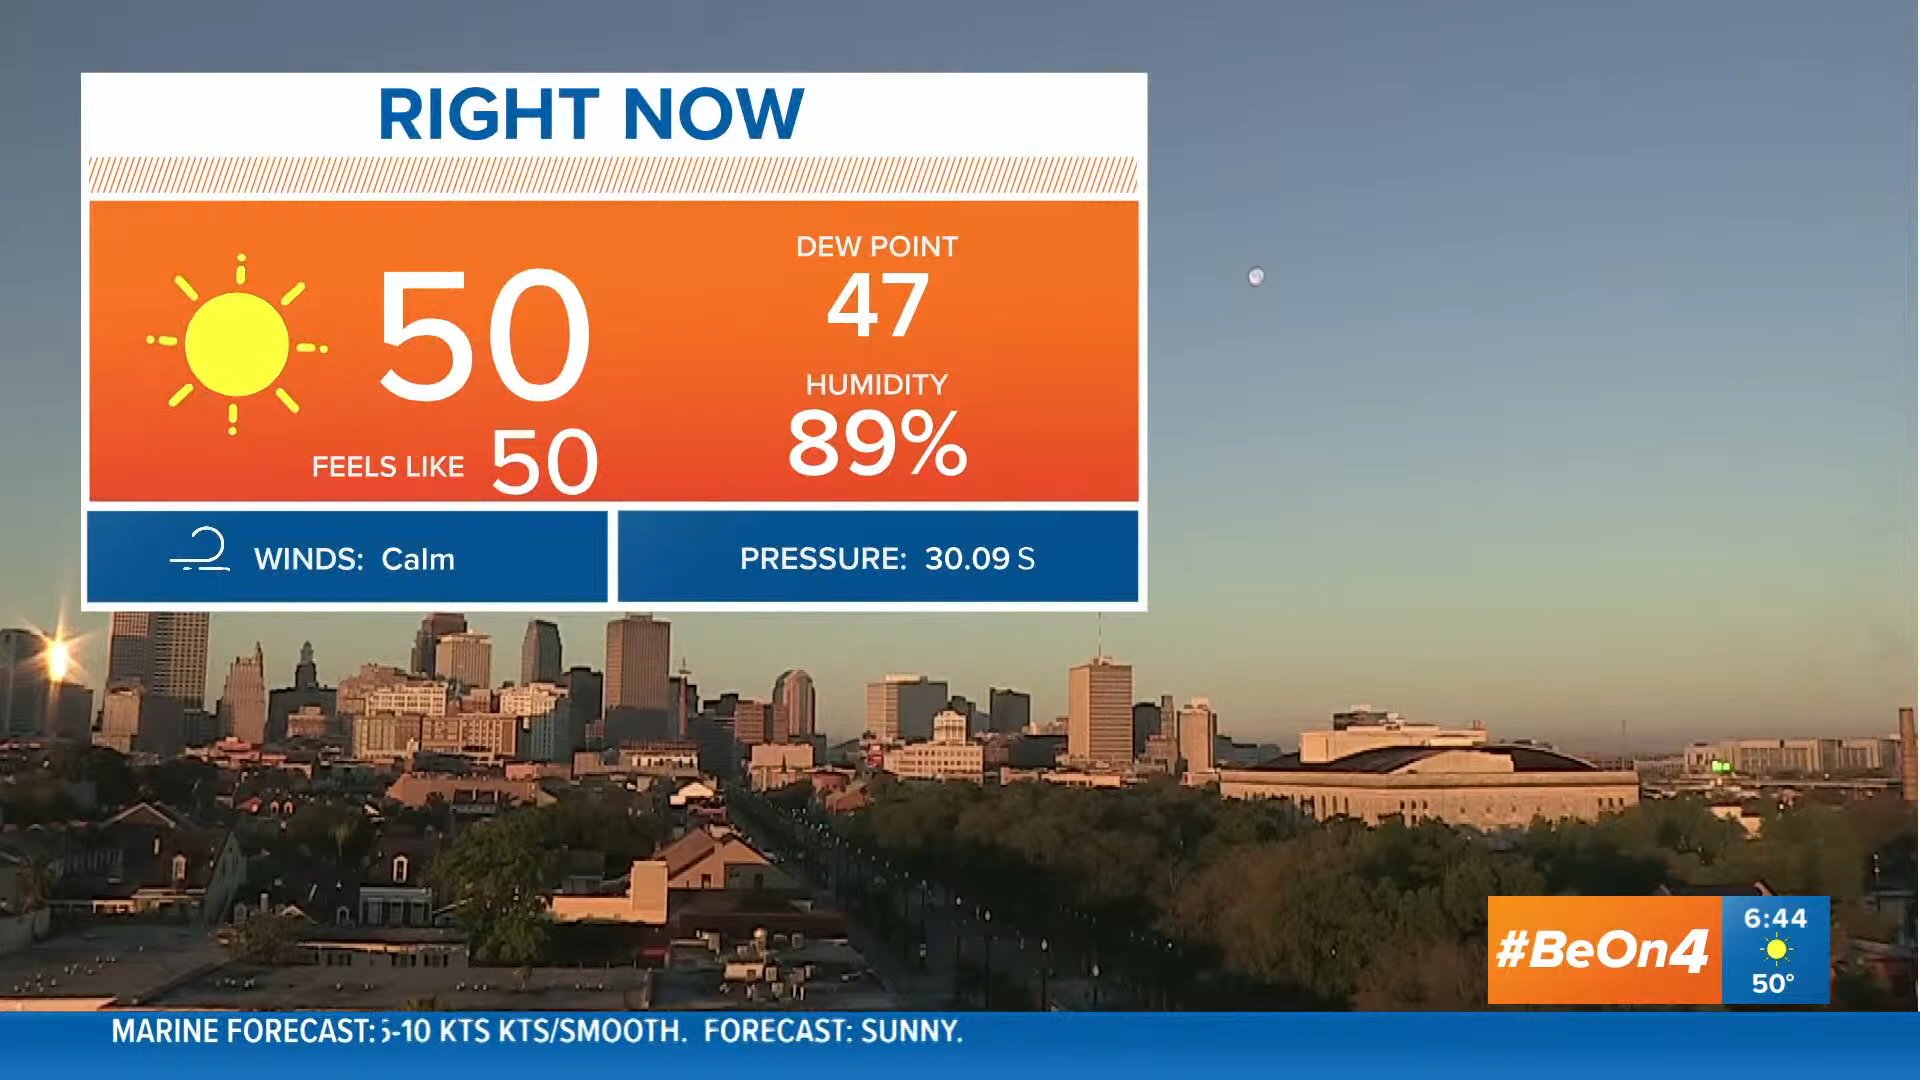 RIGHT NOW
50
FEELS LIKE 50
DEW POINT
47
HUMIDITY
89%
WINDS: Calm
PRESSURE: 30.09 S
#BeOn4
6:44
50°
MARINE FORECAST: 5-10 KTS KTS/SMOOTH. FORECAST: SUNNY.